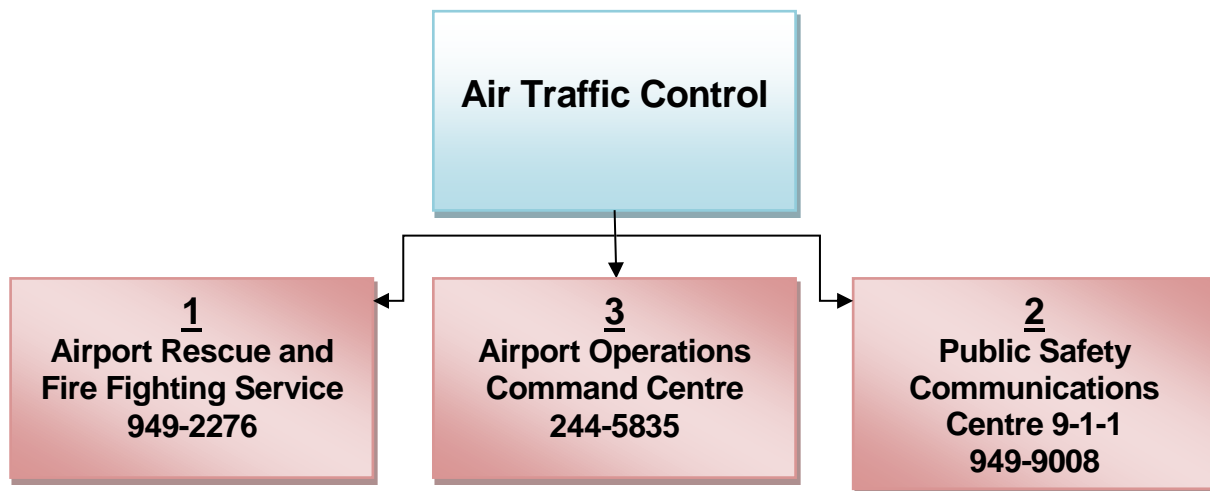 Air Traffic Control
1
Airport Rescue and
Fire Fighting Service
949-2276
3
Airport Operations
Command Centre
244-5835
2
Public Safety
Communications
Centre 9-1-1
949-9008